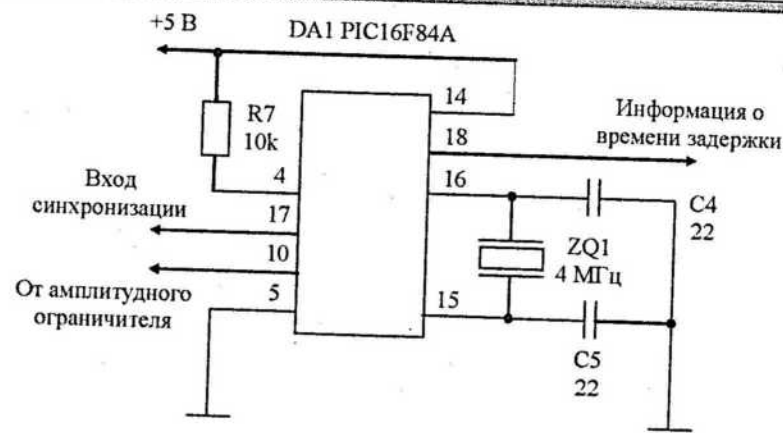 +5 В
DA1 PIC16F84A
R7
10k
14
18
16
15
4
17
10
5
Вход
синхронизации
От амплитудного
ограничителя
Информация о
времени задержки
C4
22
ZQ1
4 МГц
C5
22